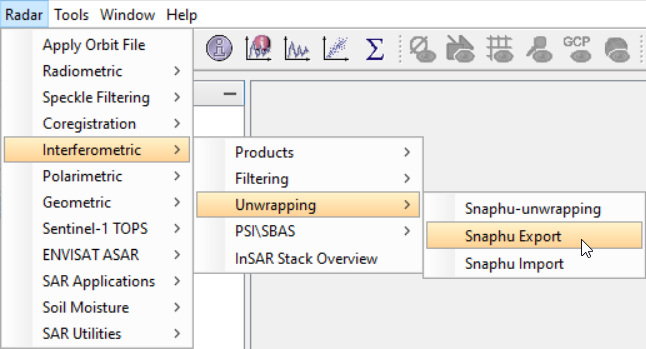 Radar Tools Window Help
GCP
Apply Orbit File
Radiometric
Speckle Filtering
Coregistration
Interferometric
Polarimetric
Geometric
Sentinel-1 TOPS
ENVISAT ASAR
SAR Applications
Soil Moisture
SAR Utilities
Products
Filtering
Unwrapping
PSI\SBAS
InSAR Stack Overview
Snaphu-unwrapping
Snaphu Export
Snaphu Import